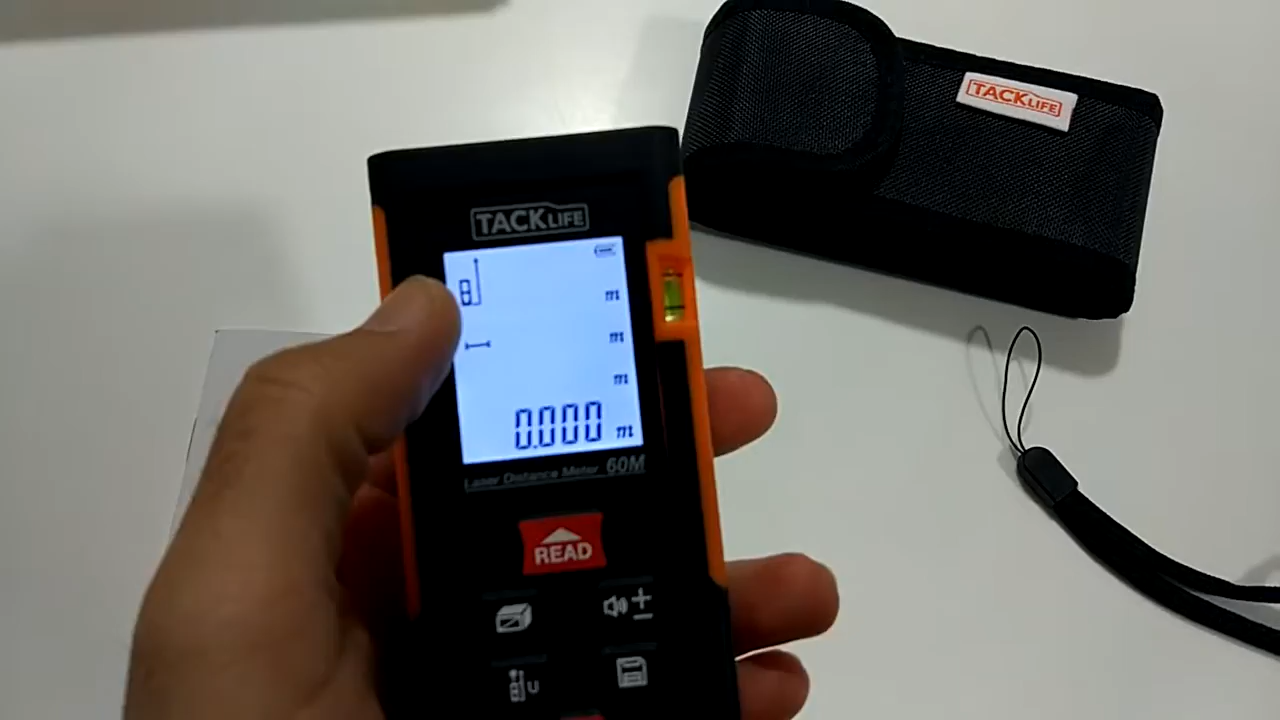 TACKLIFE
TACKLIFE
m
m
m
0.000 m
Laser Distance Meter 60M
READ
+
-
U